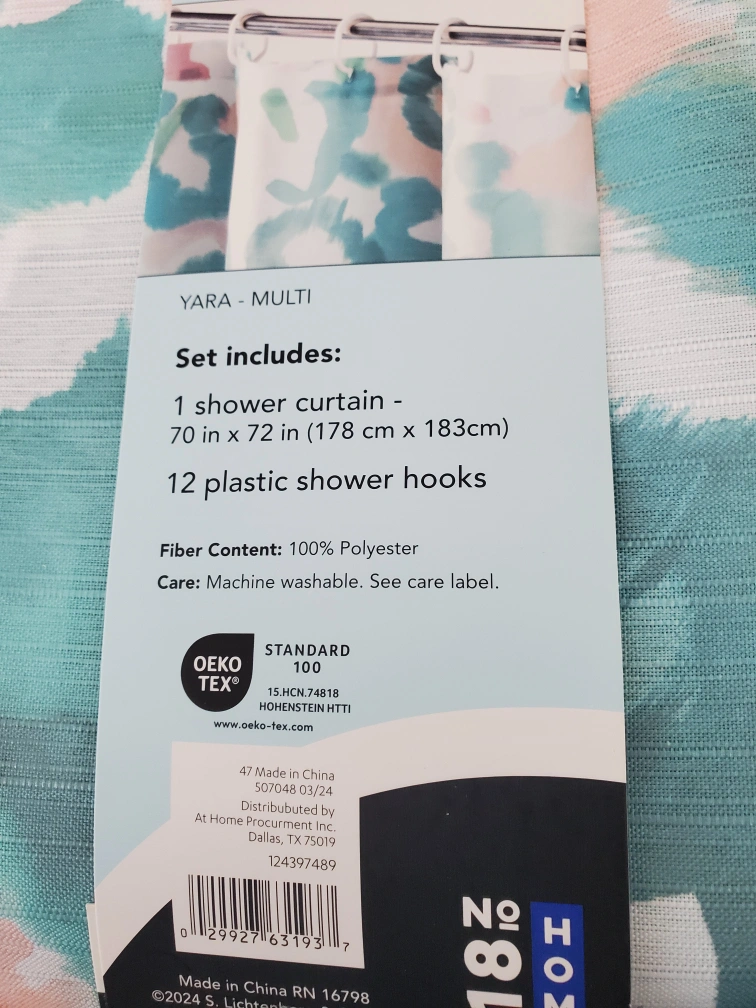 YARA - MULTI
Set includes:
1 shower curtain -
70 in x 72 in (178 cm x 183cm)
12 plastic shower hooks
Fiber Content: 100% Polyester
Care: Machine washable. See care label.
OEKO
TEX®
STANDARD
100
15.HCN.74818
HOHENSTEIN HTTI
www.oeko-tex.com
47 Made in China
507048 03/24
Distribubuted by
At Home Procurment Inc.
Dallas, TX 75019
124397489
0 29927 63193 7
Made in China RN 16798
©2024 S.
No
18
HOM